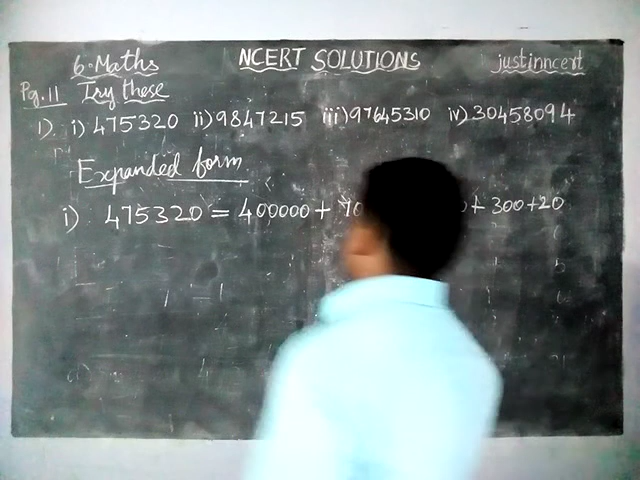 6. Maths NCERT SOLUTIONS justinncert
Pg. 11 Try these
1). i) 475320 ii) 9847215 iii) 97645310 iv) 30458094
Expanded form
i) 475320 = 400000 + 70 + 300 + 20